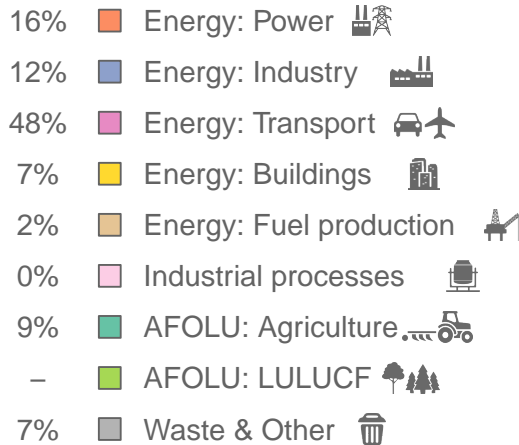 16% Energy: Power
12% Energy: Industry
48% Energy: Transport
7% Energy: Buildings
2% Energy: Fuel production
0% Industrial processes
9% AFOLU: Agriculture
– AFOLU: LULUCF
7% Waste & Other